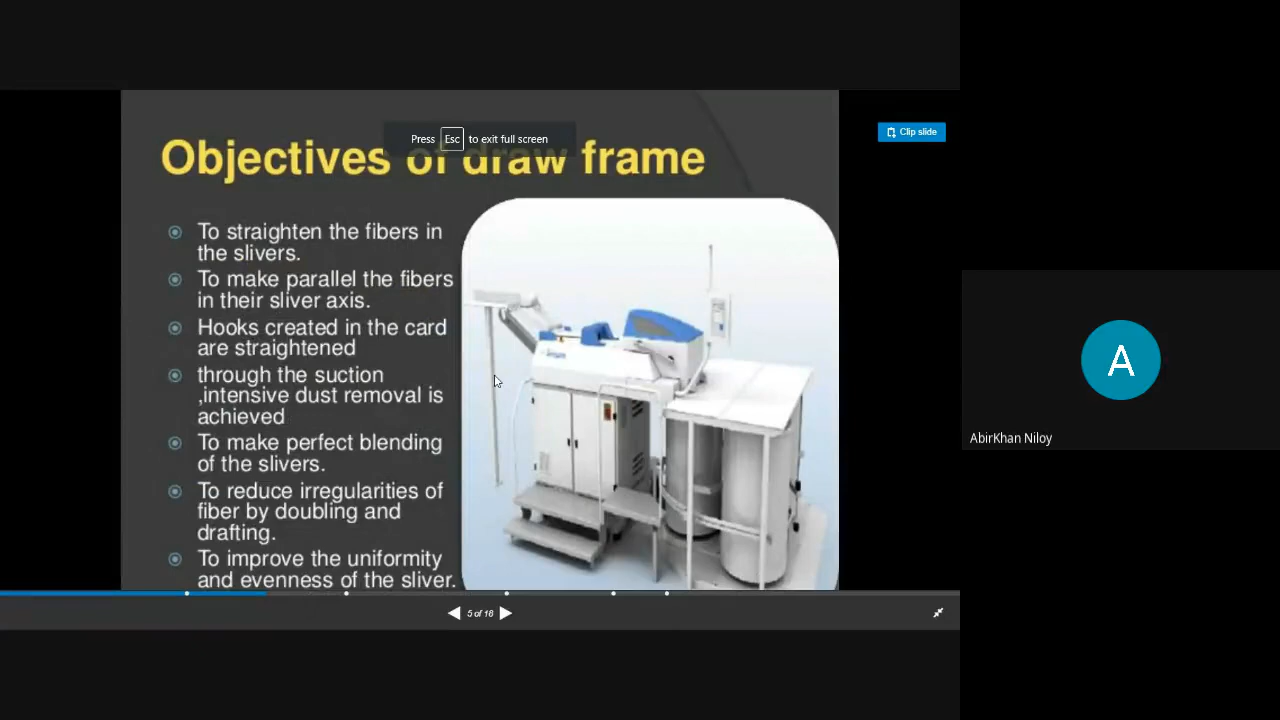 Press Esc to exit full screen
Clip slide
Objectives of draw frame
To straighten the fibers in
the slivers.
To make parallel the fibers
in their sliver axis.
Hooks created in the card
are straightened
through the suction
,intensive dust removal is
achieved
To make perfect blending
of the slivers.
To reduce irregularities of
fiber by doubling and
drafting.
To improve the uniformity
and evenness of the sliver.
5 of 18
A
AbirKhan Niloy